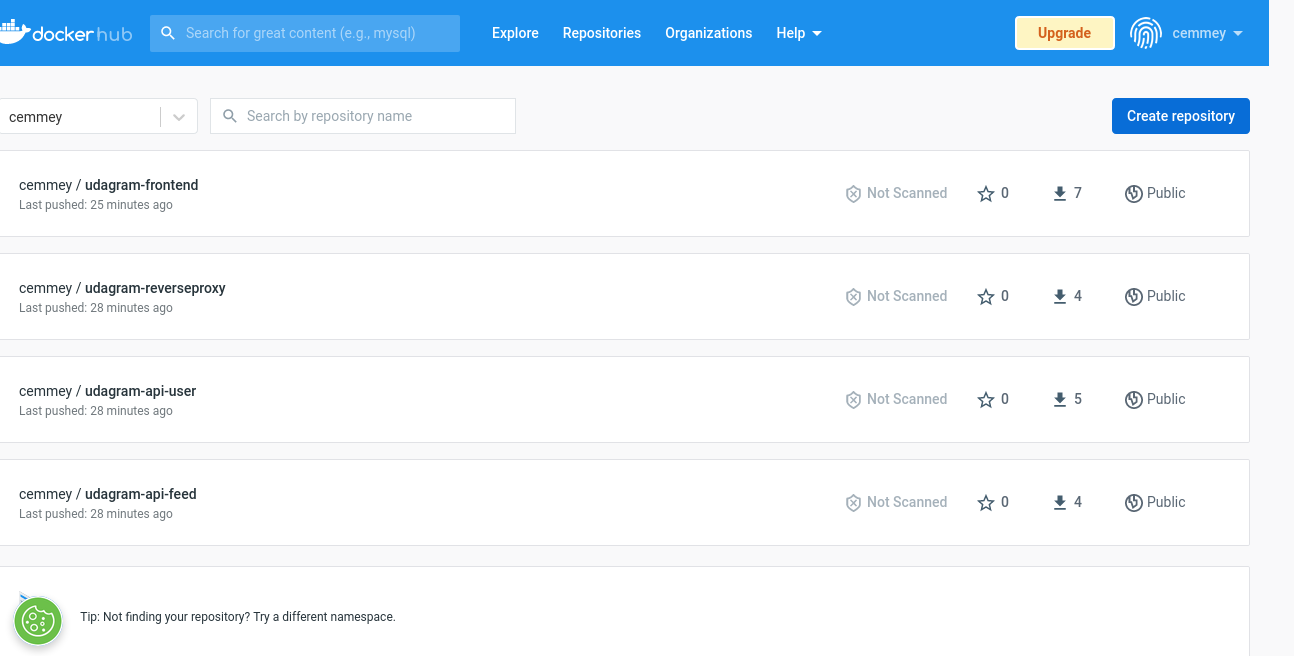 dockerhub Search for great content (e.g., mysql) Explore Repositories Organizations Help Upgrade cemmey
cemmey Search by repository name Create repository
cemmey / udagram-frontend
Last pushed: 25 minutes ago
Not Scanned 0 7 Public
cemmey / udagram-reverseproxy
Last pushed: 28 minutes ago
Not Scanned 0 4 Public
cemmey / udagram-api-user
Last pushed: 28 minutes ago
Not Scanned 0 5 Public
cemmey / udagram-api-feed
Last pushed: 28 minutes ago
Not Scanned 0 4 Public
Tip: Not finding your repository? Try a different namespace.